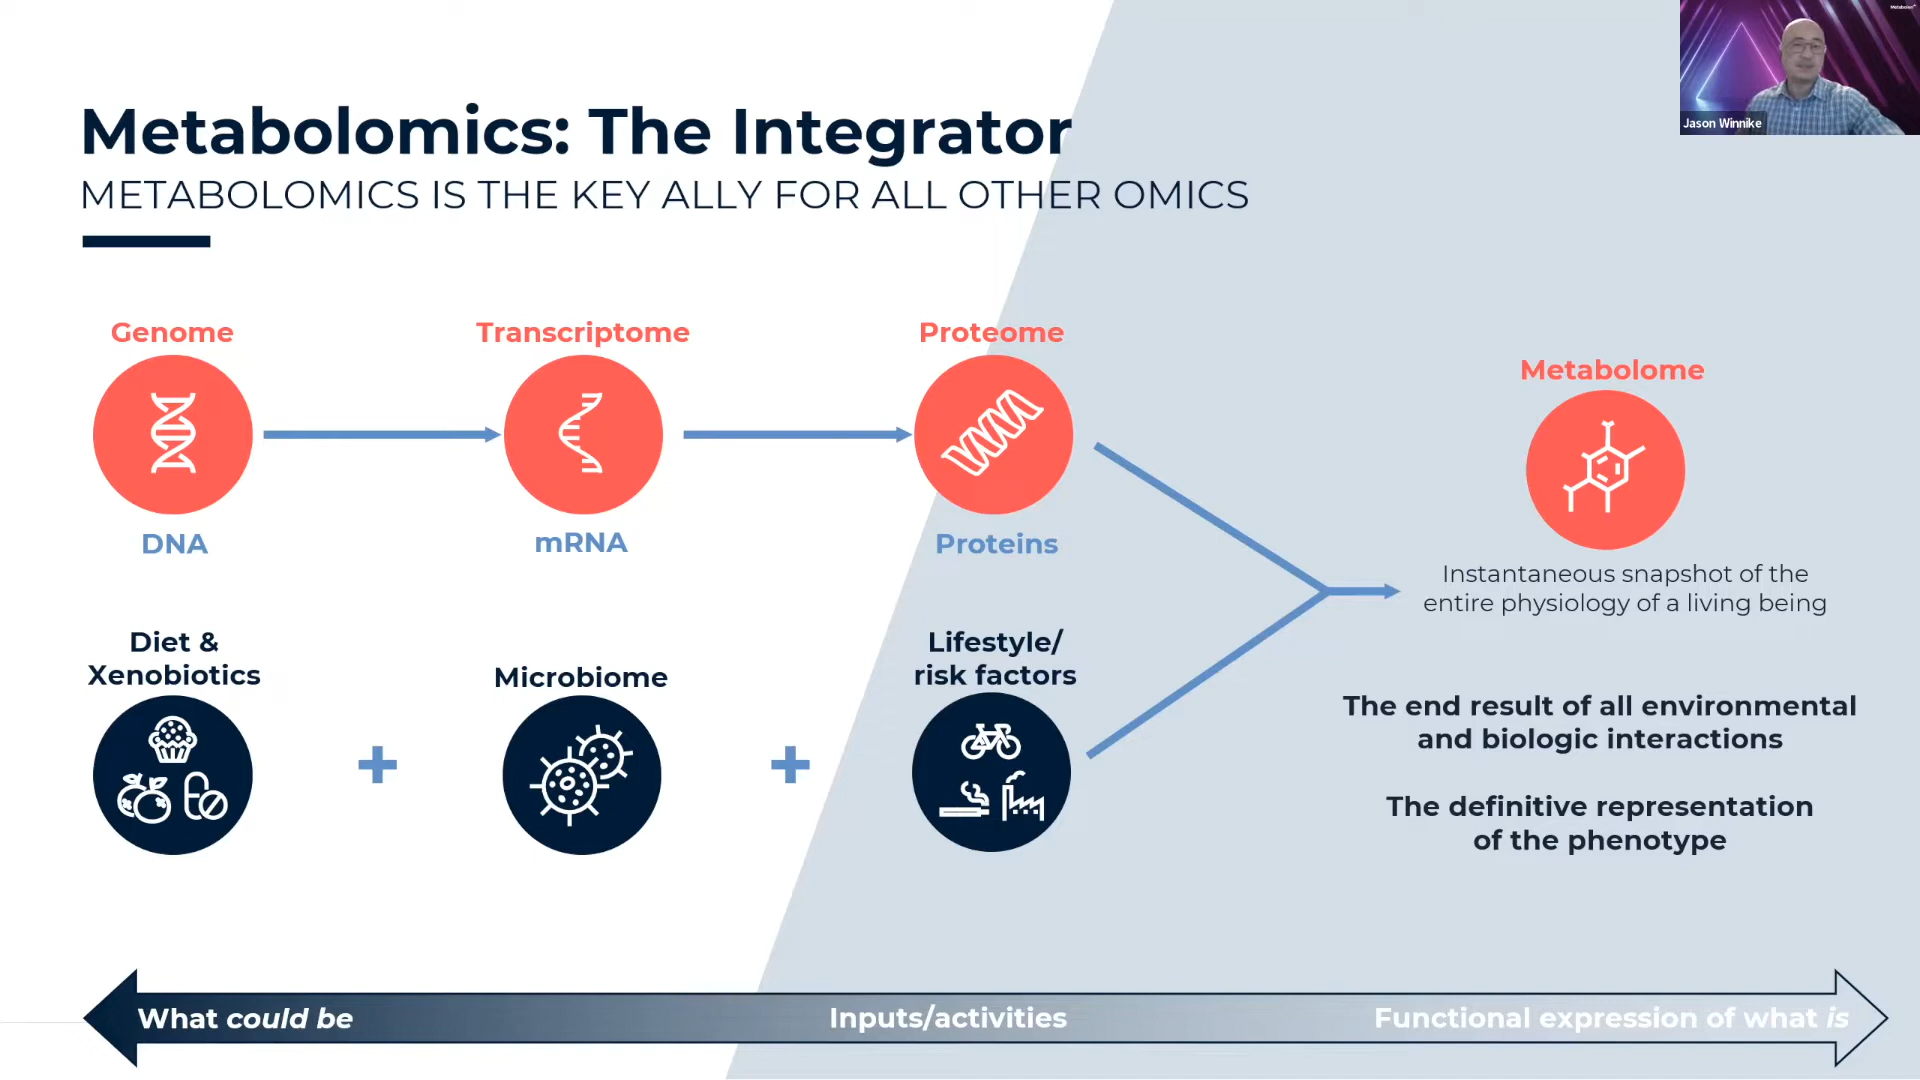 Metabolon
Jason Winnike
Metabolomics: The Integrator
METABOLOMICS IS THE KEY ALLY FOR ALL OTHER OMICS
Genome
Transcriptome
Proteome
Metabolome
DNA
mRNA
Proteins
Instantaneous snapshot of the
entire physiology of a living being
Diet &
Xenobiotics
Microbiome
Lifestyle/
risk factors
The end result of all environmental
and biologic interactions
The definitive representation
of the phenotype
What could be
Inputs/activities
Functional expression of what is